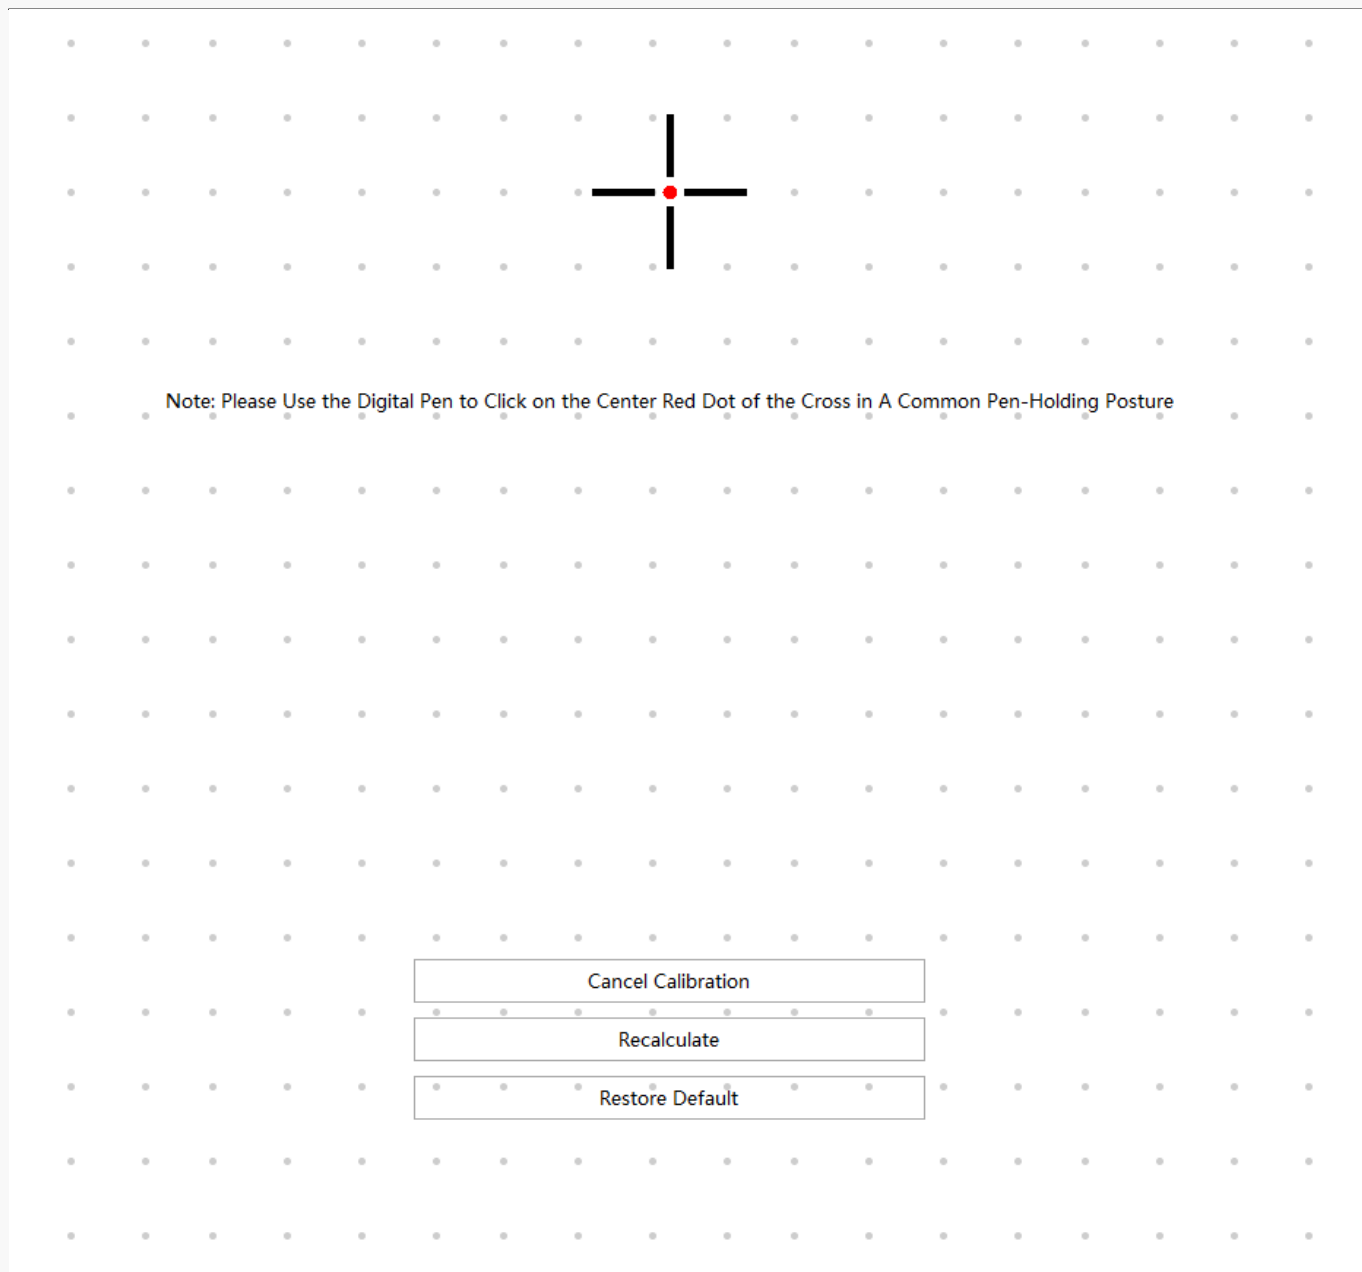 Note: Please Use the Digital Pen to Click on the Center Red Dot of the Cross in A Common Pen-Holding Posture
Cancel Calibration
Recalculate
Restore Default